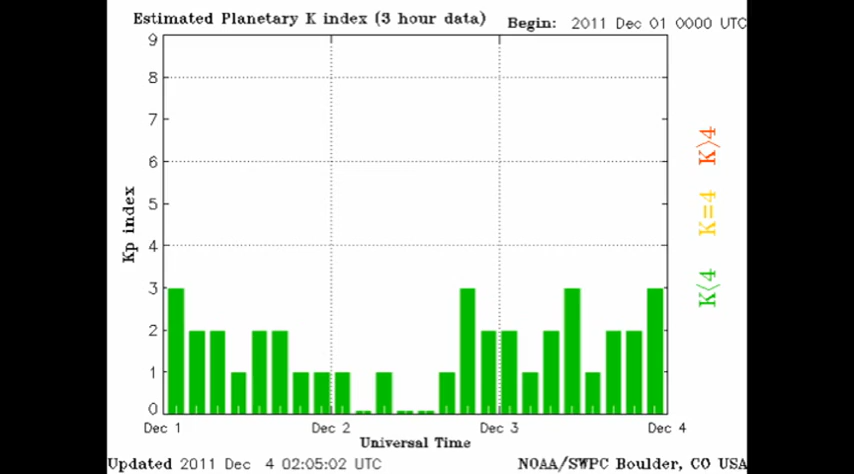 Estimated Planetary K index (3 hour data) Begin: 2011 Dec 01 0000 UTC
9
8
7
6
5
4
3
2
1
0
Kp index
K>4
K=4
K<4
Dec 1 Dec 2 Dec 3 Dec 4
Universal Time
Updated 2011 Dec 4 02:05:02 UTC NOAA/SWPC Boulder, CO USA